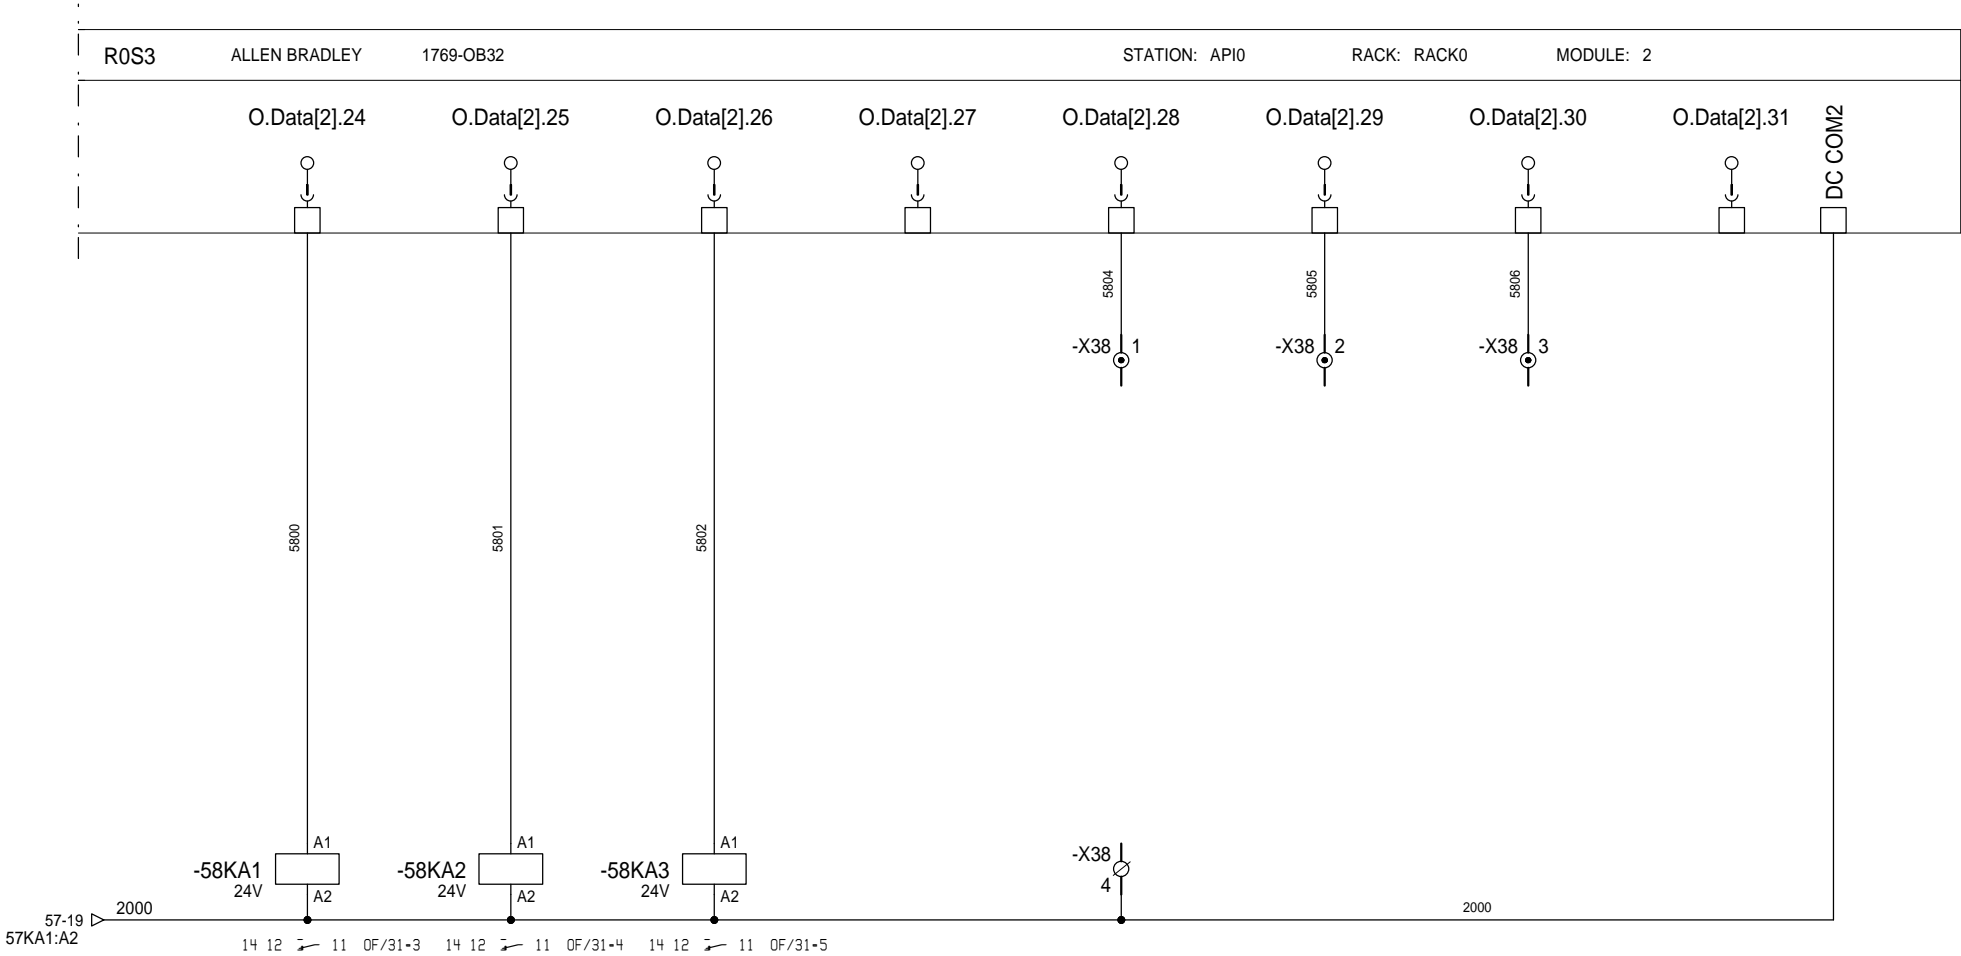 R0S3 ALLEN BRADLEY 1769-OB32 STATION: API0 RACK: RACK0 MODULE: 2
O.Data[2].24 O.Data[2].25 O.Data[2].26 O.Data[2].27 O.Data[2].28 O.Data[2].29 O.Data[2].30 O.Data[2].31 DC COM2
5804 5805 5806
-X38 1 -X38 2 -X38 3
5800 5801 5802
A1 A1 A1
-58KA1 -58KA2 -58KA3 -X38
24V 24V 24V 4
A2 A2 A2
2000 2000
57-19
57KA1:A2
14 12 11 0F/31-3 14 12 11 0F/31-4 14 12 11 0F/31-5